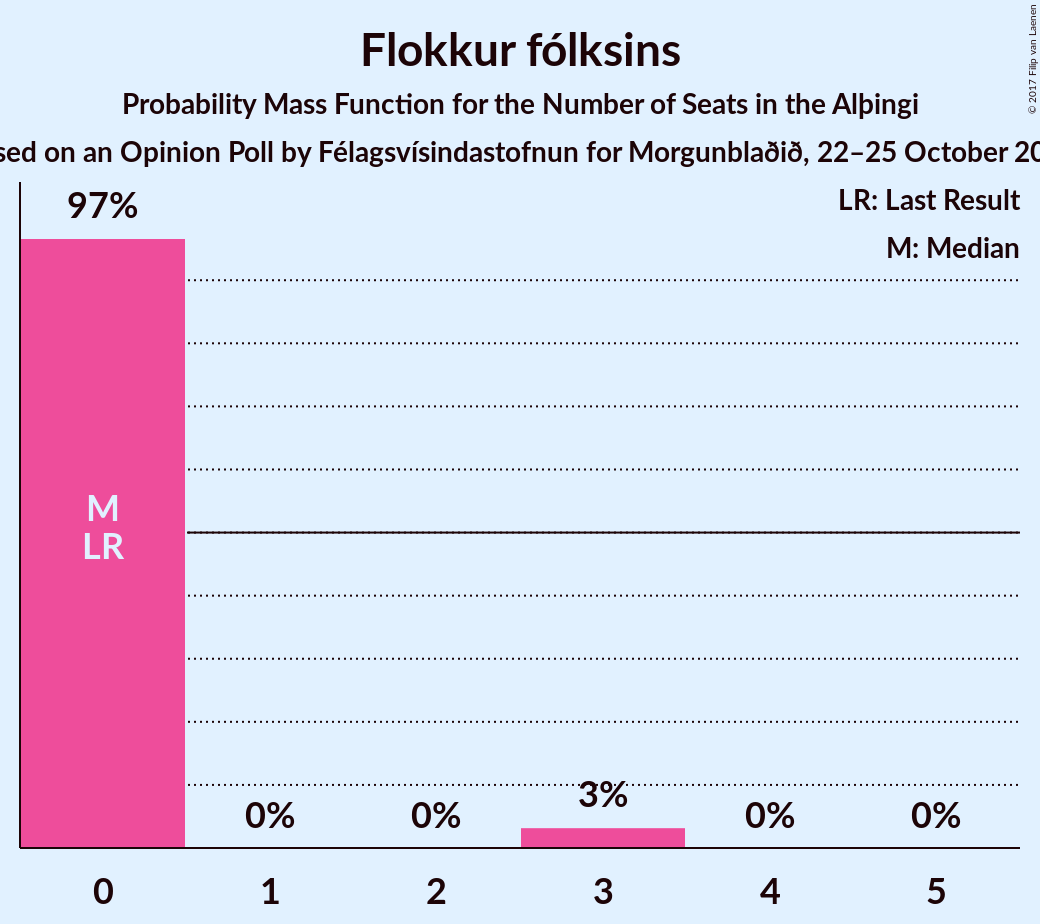 Flokkur fólksins
Probability Mass Function for the Number of Seats in the Alþingi
sed on an Opinion Poll by Félagsvísindastofnun for Morgunblaðið, 22–25 October 20
© 2017 Filip van Laenen
LR: Last Result
M: Median
97%
M
LR
0%
0%
3%
0%
0%
0
1
2
3
4
5